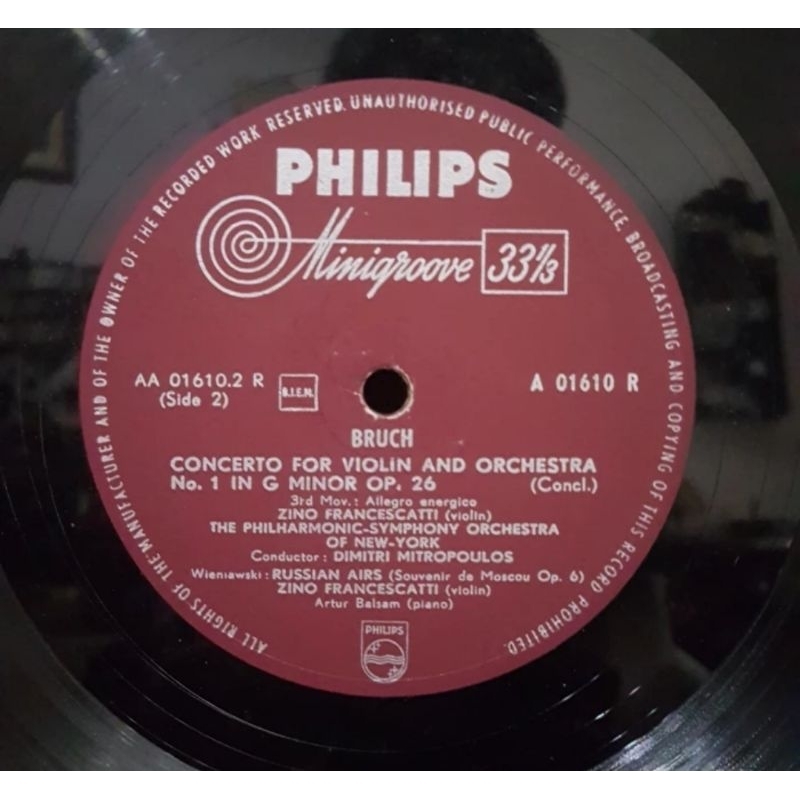 ALL RIGHTS OF THE MANUFACTURER AND OF THE OWNER OF THE RECORDED WORK RESERVED. UNAUTHORISED PUBLIC PERFORMANCE, BROADCASTING AND COPYING OF THIS RECORD PROHIBITED.
PHILIPS
Minigroove 33⅓
AA 01610.2 R B.I.E.M. A 01610 R
(Side 2)
BRUCH
CONCERTO FOR VIOLIN AND ORCHESTRA
No. 1 IN G MINOR OP. 26 (Concl.)
3rd Mov.: Allegro energico
ZINO FRANCESCATTI (violin)
THE PHILHARMONIC-SYMPHONY ORCHESTRA
OF NEW-YORK
Conductor: DIMITRI MITROPOULOS
Wieniawski: RUSSIAN AIRS (Souvenir de Moscou Op. 6)
ZINO FRANCESCATTI (violin)
Artur Balsam (piano)
PHILIPS